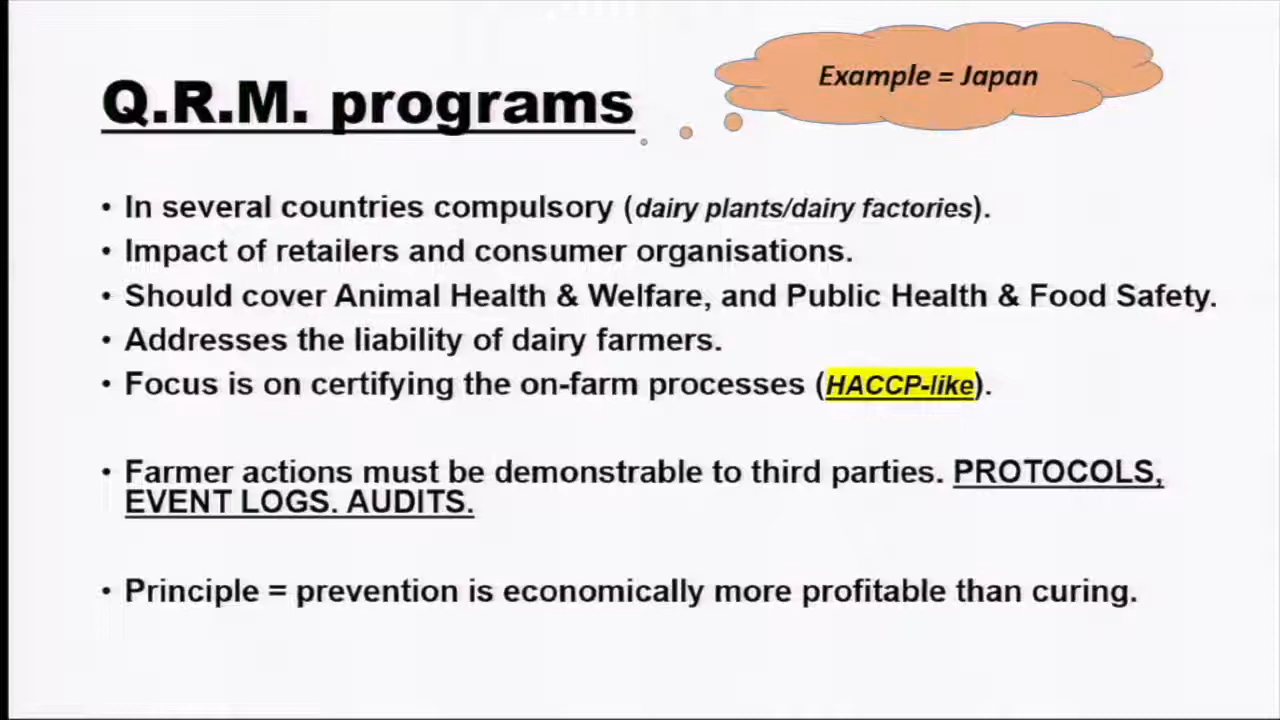 Example = Japan
Q.R.M. programs
• In several countries compulsory (dairy plants/dairy factories).
• Impact of retailers and consumer organisations.
• Should cover Animal Health & Welfare, and Public Health & Food Safety.
• Addresses the liability of dairy farmers.
• Focus is on certifying the on-farm processes (HACCP-like).
• Farmer actions must be demonstrable to third parties. PROTOCOLS,
EVENT LOGS. AUDITS.
• Principle = prevention is economically more profitable than curing.